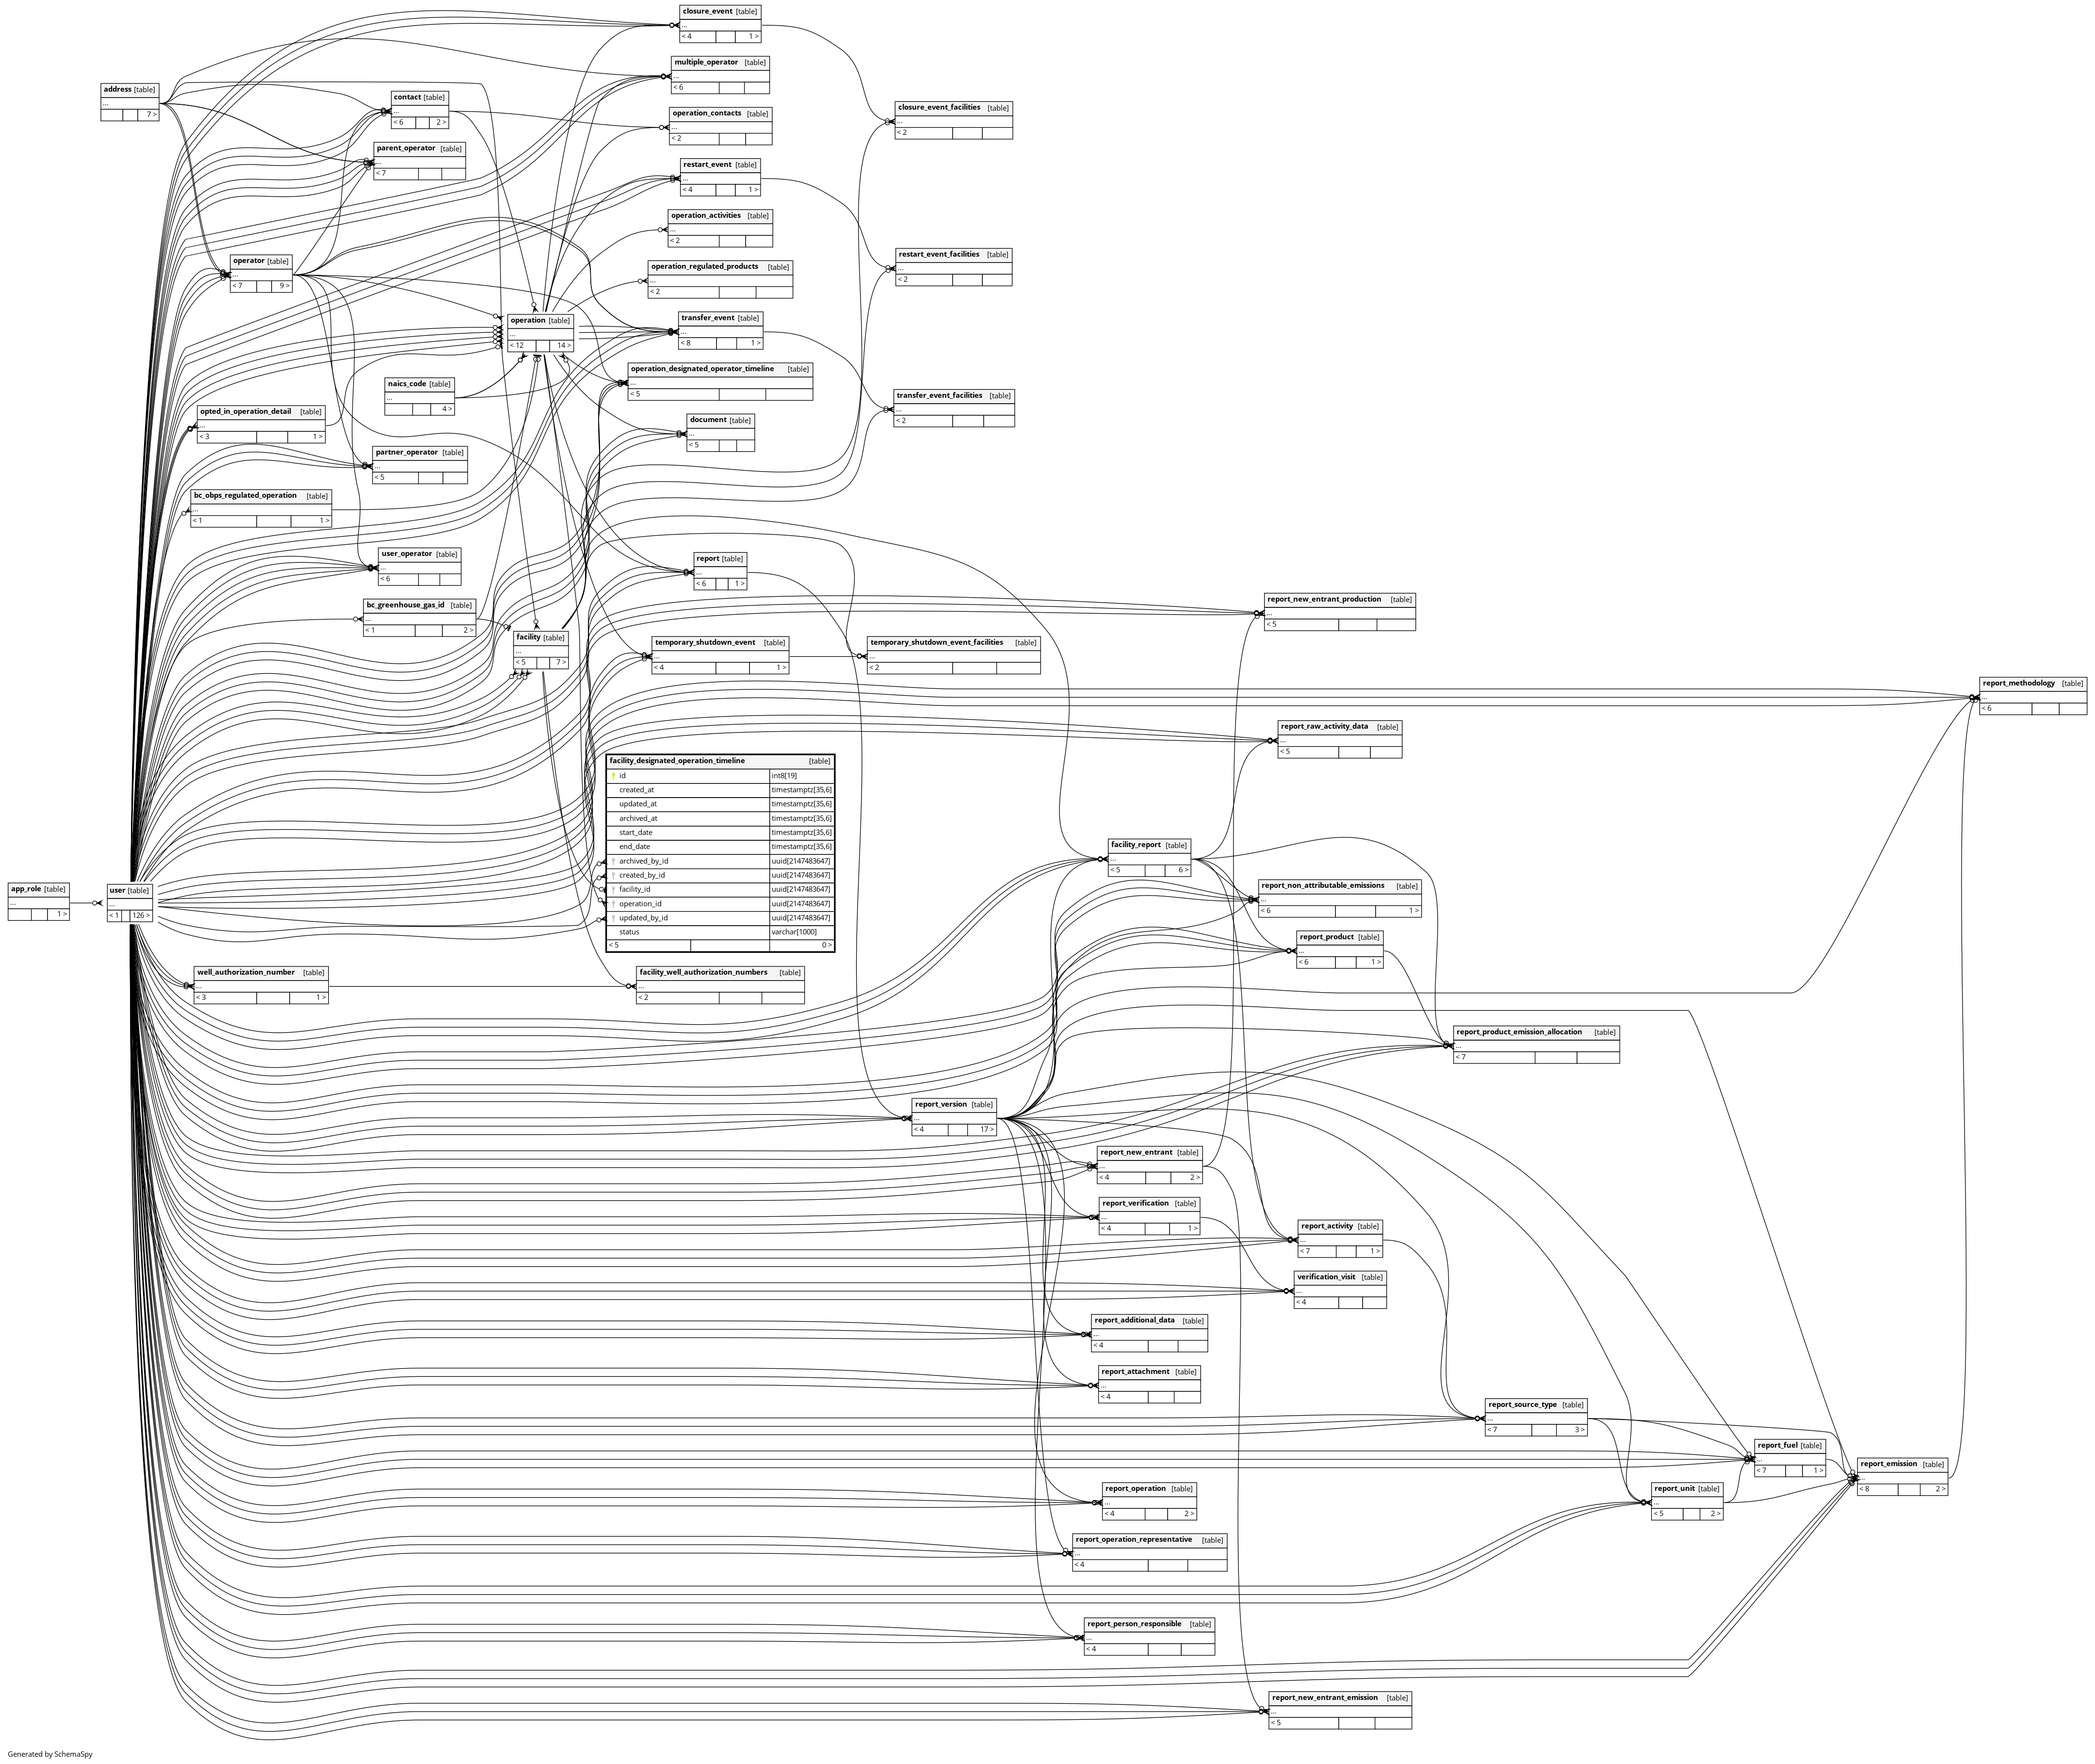 closure_event [table]
...
< 4 1 >
multiple_operator [table]
...
< 6
address [table]
...
7 >
contact [table]
...
< 6 2 >
closure_event_facilities [table]
...
< 2
operation_contacts [table]
...
< 2
parent_operator [table]
...
< 7
restart_event [table]
...
< 4 1 >
operation_activities [table]
...
< 2
restart_event_facilities [table]
...
< 2
operator [table]
...
< 7 9 >
operation_regulated_products [table]
...
< 2
operation [table]
...
< 12 14 >
transfer_event [table]
...
< 8 1 >
operation_designated_operator_timeline [table]
...
< 5
naics_code [table]
...
4 >
transfer_event_facilities [table]
...
< 2
opted_in_operation_detail [table]
...
< 3 1 >
document [table]
...
< 5
partner_operator [table]
...
< 5
bc_obps_regulated_operation [table]
...
< 1 1 >
user_operator [table]
...
< 6
report [table]
...
< 6 1 >
bc_greenhouse_gas_id [table]
...
< 1 2 >
report_new_entrant_production [table]
...
< 5
facility [table]
...
< 5 7 >
temporary_shutdown_event [table]
...
< 4 1 >
temporary_shutdown_event_facilities [table]
...
< 2
report_methodology [table]
...
< 6
report_raw_activity_data [table]
...
< 5
facility_designated_operation_timeline [table]
id int8[19]
created_at timestamptz[35,6]
updated_at timestamptz[35,6]
archived_at timestamptz[35,6]
start_date timestamptz[35,6]
end_date timestamptz[35,6]
archived_by_id uuid[2147483647]
created_by_id uuid[2147483647]
facility_id uuid[2147483647]
operation_id uuid[2147483647]
updated_by_id uuid[2147483647]
status varchar[1000]
< 5 0 >
facility_report [table]
...
< 5 6 >
app_role [table]
...
1 >
user [table]
...
< 1 126 >
report_non_attributable_emissions [table]
...
< 6 1 >
report_product [table]
...
< 6 1 >
well_authorization_number [table]
...
< 3 1 >
facility_well_authorization_numbers [table]
...
< 2
report_product_emission_allocation [table]
...
< 7
report_version [table]
...
< 4 17 >
report_new_entrant [table]
...
< 4 2 >
report_verification [table]
...
< 4 1 >
report_activity [table]
...
< 7 1 >
verification_visit [table]
...
< 4
report_additional_data [table]
...
< 4
report_attachment [table]
...
< 4
report_source_type [table]
...
< 7 3 >
report_fuel [table]
...
< 7 1 >
report_emission [table]
...
< 8 2 >
report_operation [table]
...
< 4 2 >
report_unit [table]
...
< 5 2 >
report_operation_representative [table]
...
< 4
report_person_responsible [table]
...
< 4
report_new_entrant_emission [table]
...
< 5
Generated by SchemaSpy